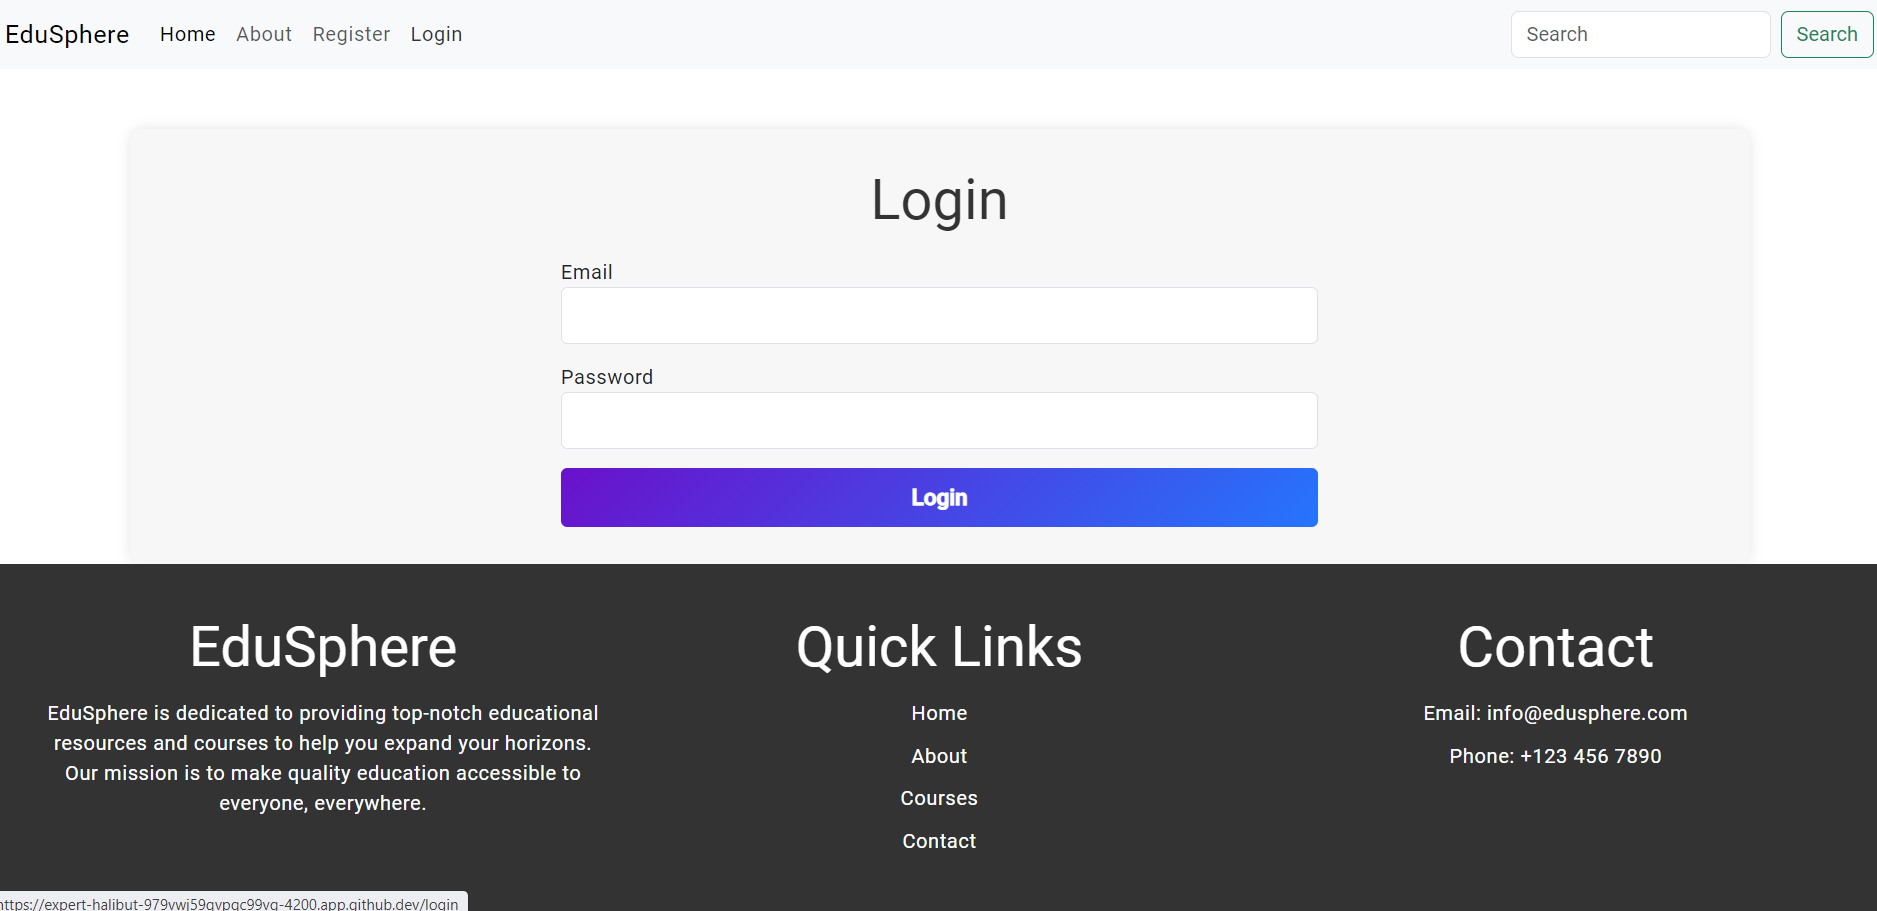 EduSphere Home About Register Login Search Search
Login
Email
Password
Login
EduSphere
EduSphere is dedicated to providing top-notch educational
resources and courses to help you expand your horizons.
Our mission is to make quality education accessible to
everyone, everywhere.
Quick Links
Home
About
Courses
Contact
Contact
Email: info@edusphere.com
Phone: +123 456 7890
https://expert-halibut-979vwj59qvpqc99vq-4200.app.github.dev/login